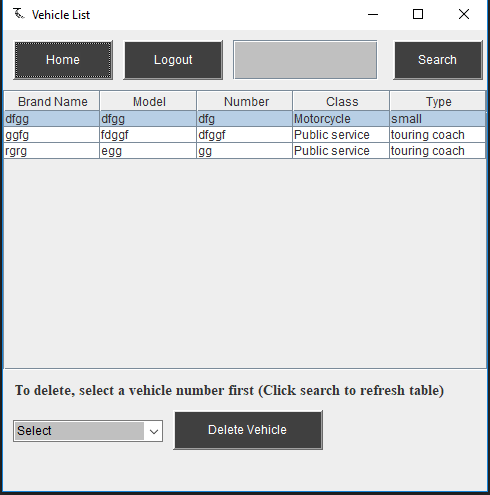 Vehicle List
Home Logout Search
Brand Name Model Number Class Type
dfgg dfgg dfg Motorcycle small
ggfg fdggf dfggf Public service touring coach
rgrg egg gg Public service touring coach
To delete, select a vehicle number first (Click search to refresh table)
Select Delete Vehicle